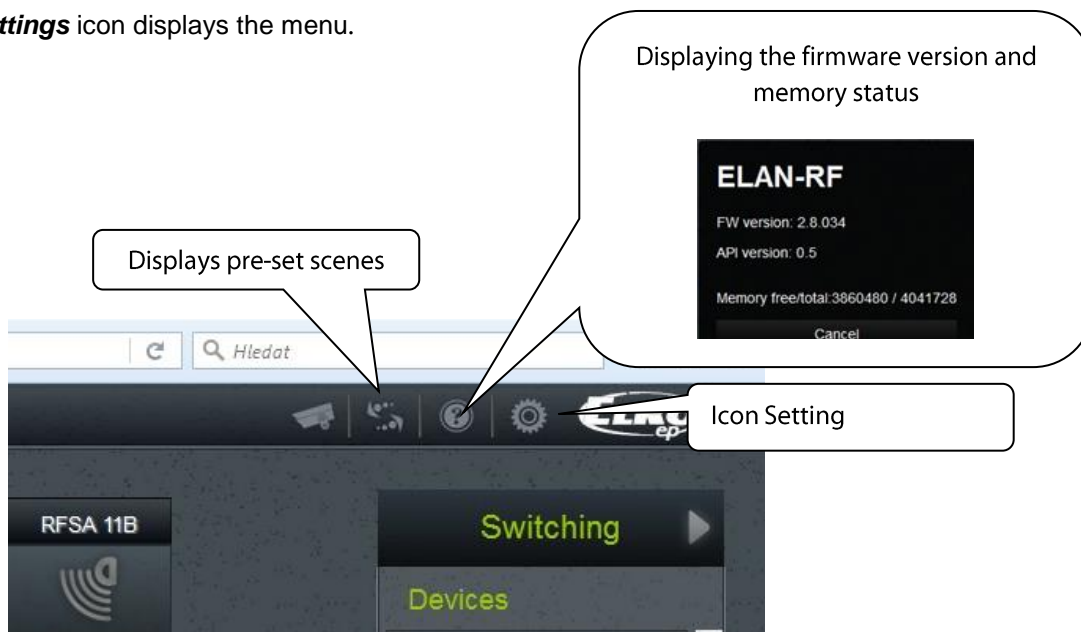 ttings icon displays the menu.
Displaying the firmware version and
memory status
ELAN-RF
FW version: 2.8.034
API version: 0.5
Memory free/total:3860480 / 4041728
Cancel
Displays pre-set scenes
Hledat
Icon Setting
ep
RFSA 11B
Switching
Devices